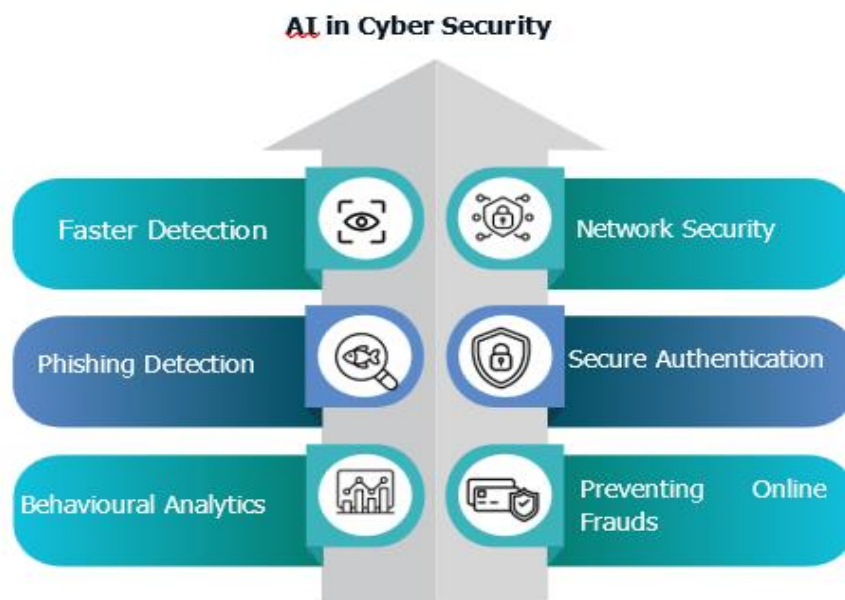 AI in Cyber Security
Faster Detection
Network Security
Phishing Detection
Secure Authentication
Behavioural Analytics
Preventing Online
Frauds